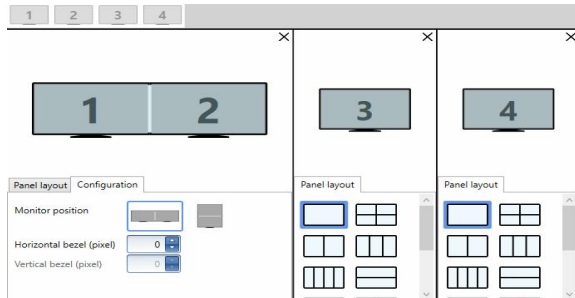 1 2 3 4
1 2
3
4
Panel layout Configuration
Panel layout
Panel layout
Monitor position
Horizontal bezel (pixel) 0
Vertical bezel (pixel) 0